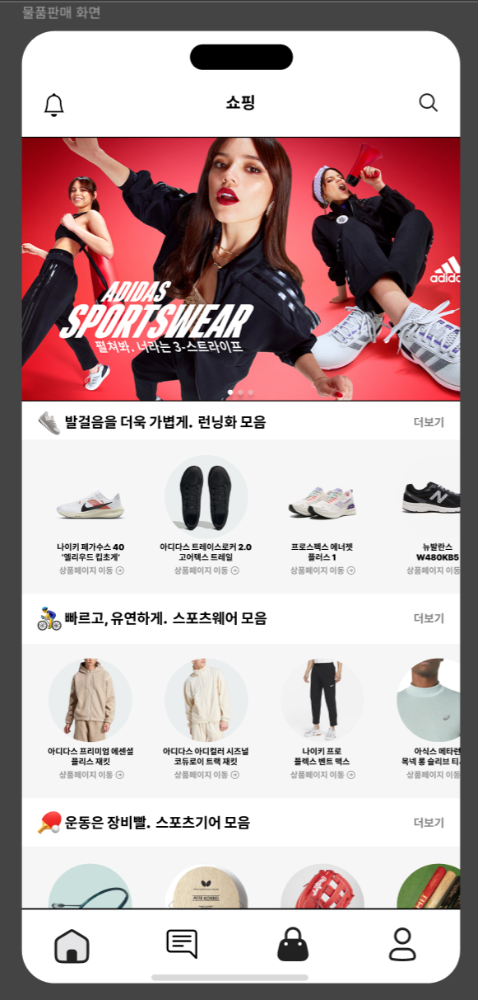 물품판매 화면
쇼핑
adidas
ADIDAS
SPORTSWEAR
펼쳐봐. 너라는 3-스트라이프
발걸음을 더욱 가볍게. 런닝화 모음
더보기
나이키 페가수스 40
‘엘리우드 킵초게’
상품페이지 이동
아디다스 트레이스로커 2.0
고어텍스 트레일
상품페이지 이동
프로스펙스 에너젯
플러스 1
상품페이지 이동
뉴발란스
W480KB5
상품페이지 이동
빠르고, 유연하게. 스포츠웨어 모음
더보기
아디다스 프리미엄 에센셜
플리스 재킷
상품페이지 이동
아디다스 아디컬러 시즈널
코듀로이 트랙 재킷
상품페이지 이동
나이키 프로
플렉스 벤트 맥스
상품페이지 이동
아식스 메타런
목넥 롱 슬리브 티
상품페이지 이동
운동은 장비빨. 스포츠기어 모음
더보기